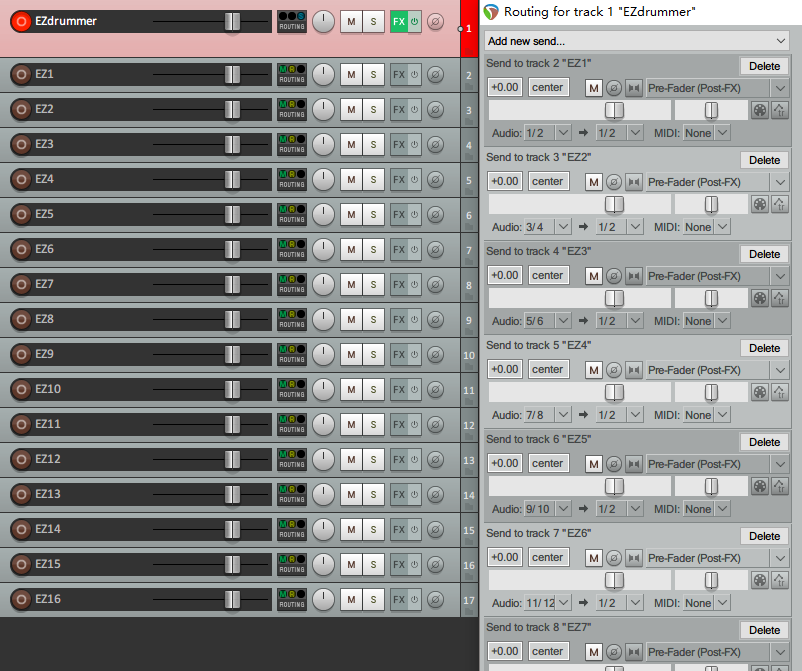 EZdrummer ROUTING M S FX 1
EZ1 M R ROUTING M S FX 2
EZ2 M R ROUTING M S FX 3
EZ3 M R ROUTING M S FX 4
EZ4 M R ROUTING M S FX 5
EZ5 M R ROUTING M S FX 6
EZ6 M R ROUTING M S FX 7
EZ7 M R ROUTING M S FX 8
EZ8 M R ROUTING M S FX 9
EZ9 M R ROUTING M S FX 10
EZ10 M R ROUTING M S FX 11
EZ11 M R ROUTING M S FX 12
EZ12 M R ROUTING M S FX 13
EZ13 M R ROUTING M S FX 14
EZ14 M R ROUTING M S FX 15
EZ15 M R ROUTING M S FX 16
EZ16 M R ROUTING M S FX 17
Routing for track 1 "EZdrummer"
Add new send...
Send to track 2 "EZ1" Delete
+0.00 center M Pre-Fader (Post-FX)
Audio: 1/ 2 1/ 2 MIDI: None
Send to track 3 "EZ2" Delete
+0.00 center M Pre-Fader (Post-FX)
Audio: 3/ 4 1/ 2 MIDI: None
Send to track 4 "EZ3" Delete
+0.00 center M Pre-Fader (Post-FX)
Audio: 5/ 6 1/ 2 MIDI: None
Send to track 5 "EZ4" Delete
+0.00 center M Pre-Fader (Post-FX)
Audio: 7/ 8 1/ 2 MIDI: None
Send to track 6 "EZ5" Delete
+0.00 center M Pre-Fader (Post-FX)
Audio: 9/ 10 1/ 2 MIDI: None
Send to track 7 "EZ6" Delete
+0.00 center M Pre-Fader (Post-FX)
Audio: 11/ 12 1/ 2 MIDI: None
Send to track 8 "EZ7" Delete
+0.00 center M Pre-Fader (Post-FX)